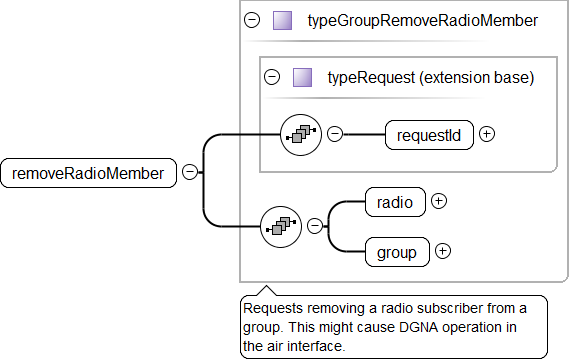 typeGroupRemoveRadioMember
typeRequest (extension base)
requestId
removeRadioMember
radio
group
Requests removing a radio subscriber from a
group. This might cause DGNA operation in
the air interface.